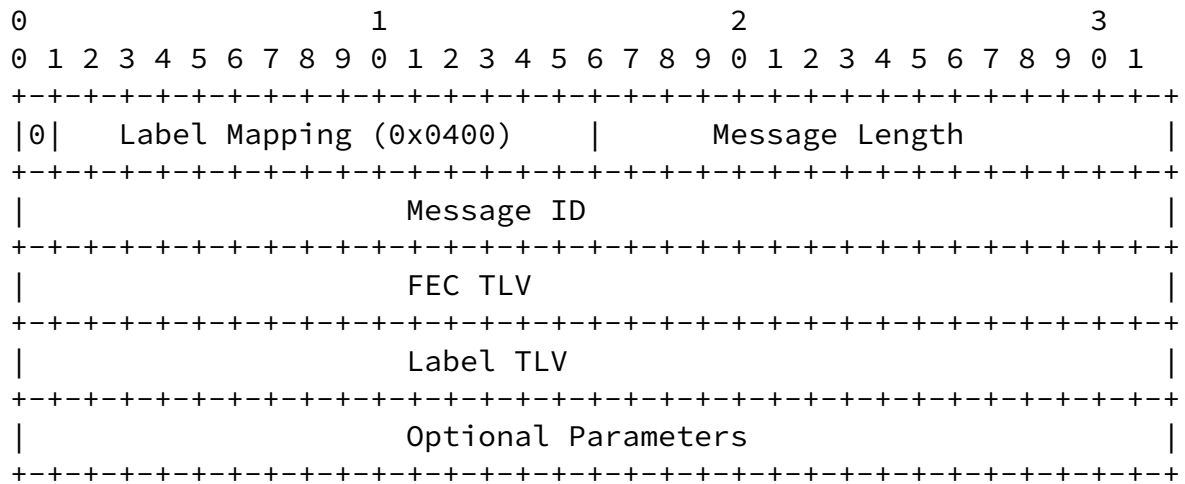 0                   1                   2                   3
0 1 2 3 4 5 6 7 8 9 0 1 2 3 4 5 6 7 8 9 0 1 2 3 4 5 6 7 8 9 0 1
+-+-+-+-+-+-+-+-+-+-+-+-+-+-+-+-+-+-+-+-+-+-+-+-+-+-+-+-+-+-+-+-+
|0|   Label Mapping (0x0400)    |      Message Length           |
+-+-+-+-+-+-+-+-+-+-+-+-+-+-+-+-+-+-+-+-+-+-+-+-+-+-+-+-+-+-+-+-+
|                     Message ID                                |
+-+-+-+-+-+-+-+-+-+-+-+-+-+-+-+-+-+-+-+-+-+-+-+-+-+-+-+-+-+-+-+-+
|                     FEC TLV                                   |
+-+-+-+-+-+-+-+-+-+-+-+-+-+-+-+-+-+-+-+-+-+-+-+-+-+-+-+-+-+-+-+-+
|                     Label TLV                                 |
+-+-+-+-+-+-+-+-+-+-+-+-+-+-+-+-+-+-+-+-+-+-+-+-+-+-+-+-+-+-+-+-+
|                     Optional Parameters                       |
+-+-+-+-+-+-+-+-+-+-+-+-+-+-+-+-+-+-+-+-+-+-+-+-+-+-+-+-+-+-+-+-+